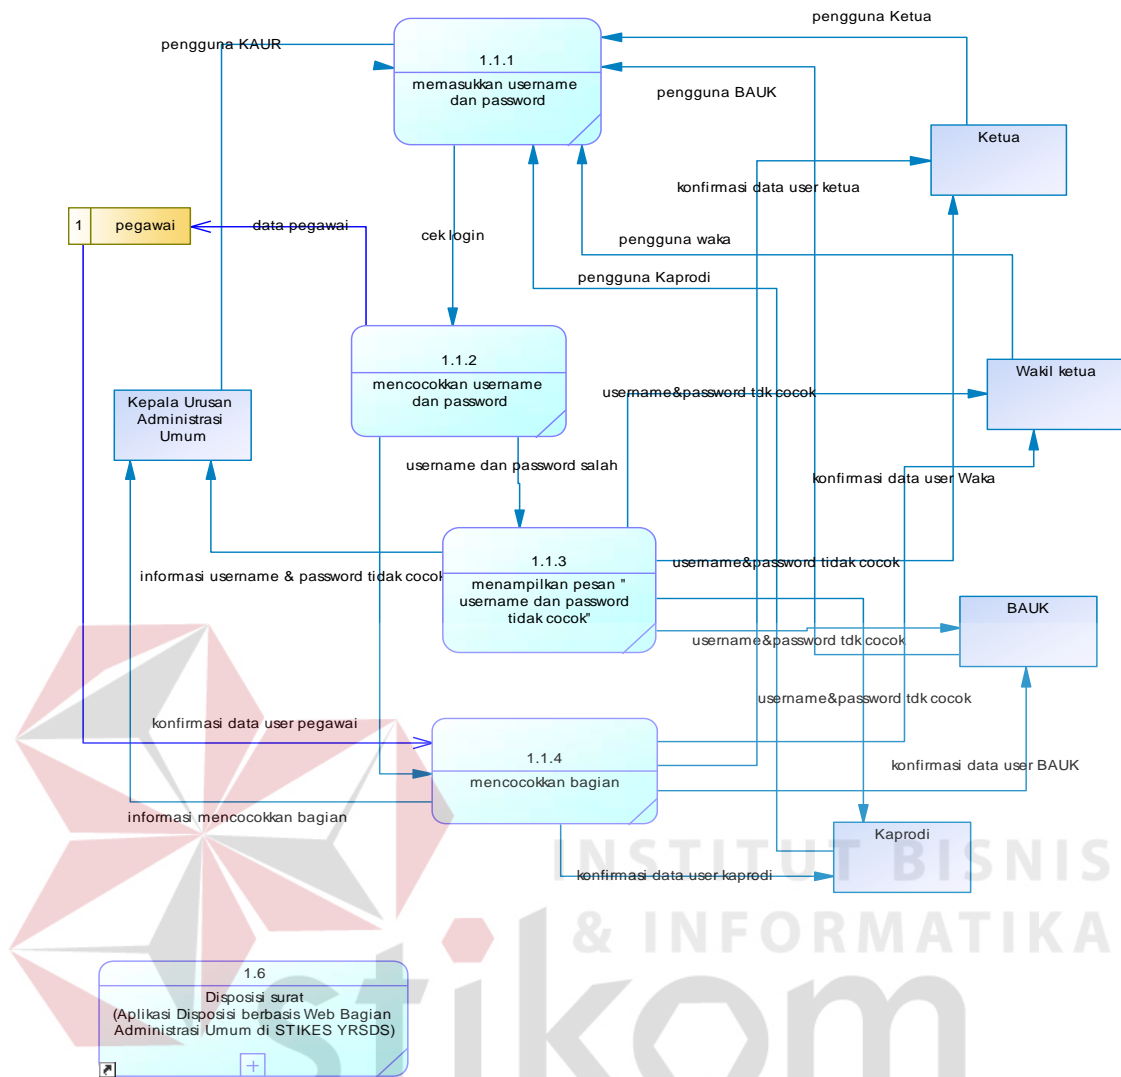 pengguna Ketua
pengguna KAUR
1.1.1
memasukkan username
dan password
pengguna BAUK
Ketua
konfirmasi data user ketua
1
pegawai
data pegawai
cek login
pengguna waka
pengguna Kaprodi
1.1.2
mencocokkan username
dan password
Wakil ketua
Kepala Urusan
Administrasi
Umum
username&password tdk cocok
username dan password salah
konfirmasi data user Waka
1.1.3
menampilkan pesan "
username dan password
tidak cocok"
informasi username & password tidak cocok
username&password tidak cocok
BAUK
username&password tdk cocok
username&password tdk cocok
konfirmasi data user pegawai
1.1.4
mencocokkan bagian
konfirmasi data user BAUK
informasi mencocokkan bagian
Kaprodi
konfirmasi data user kaprodi
INSTITUT BISNIS
& INFORMATIKA
stikom
1.6
Disposisi surat
(Aplikasi Disposisi berbasis Web Bagian
Administrasi Umum di STIKES YRSDS)
+